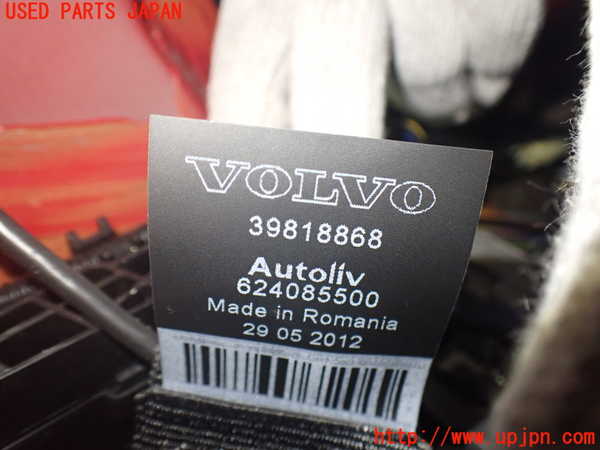 USED PARTS JAPAN
VOLVO
39818868
Autoliv
624085500
Made in Romania
29 05 2012
http://www.upjpn.com/